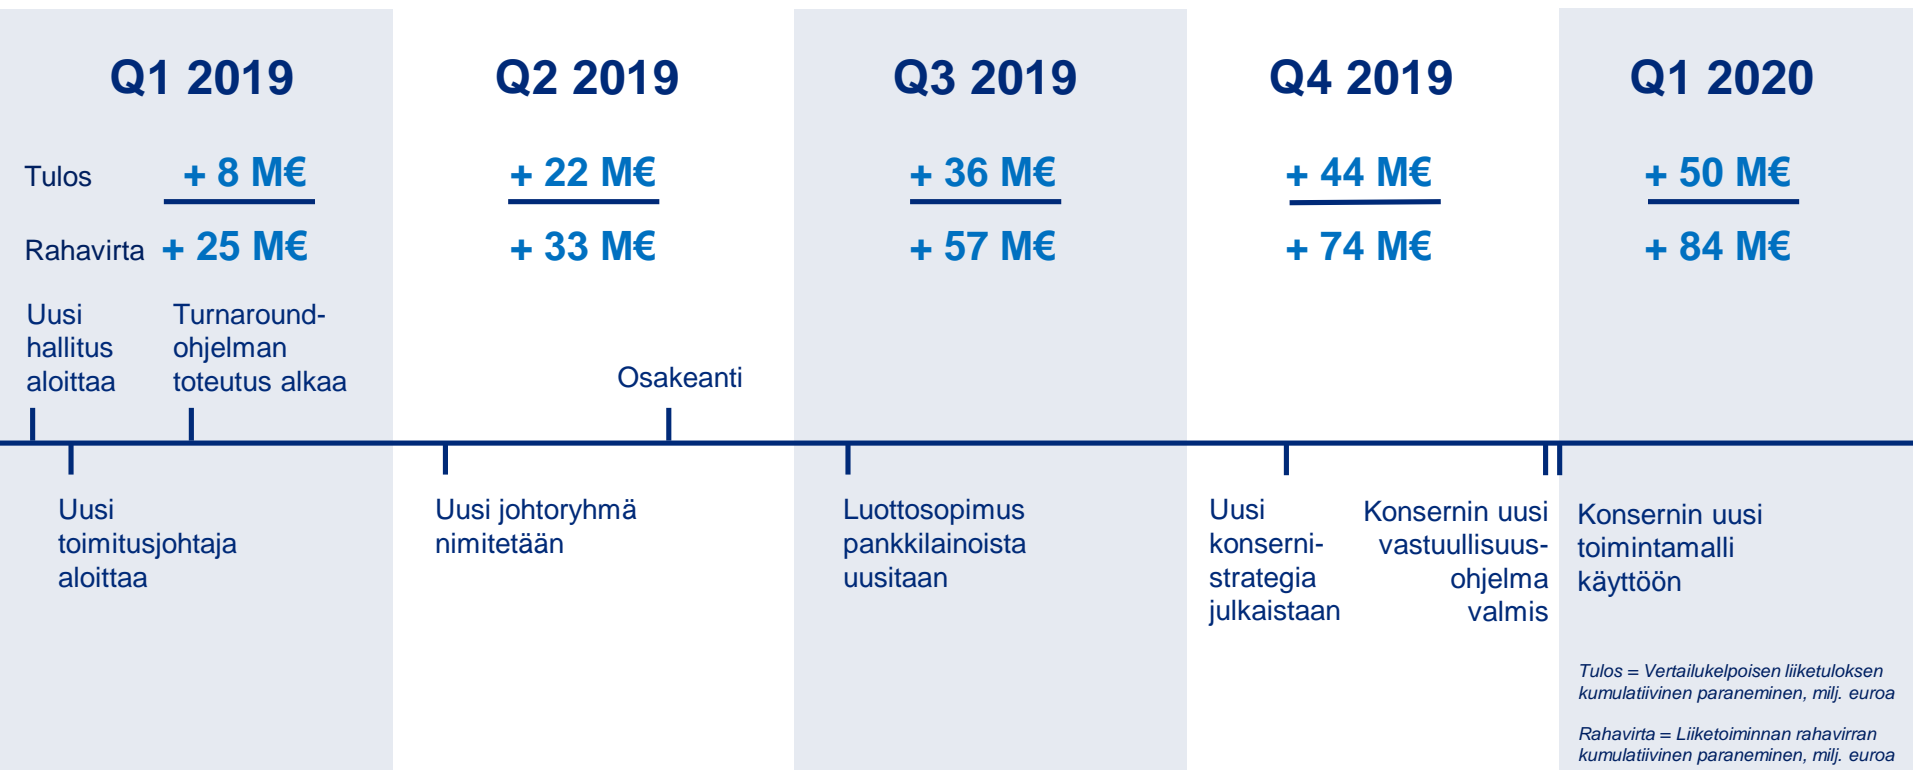 Q1 2019
Q2 2019
Q3 2019
Q4 2019
Q1 2020
Tulos
+ 8 M€
+ 22 M€
+ 36 M€
+ 44 M€
+ 50 M€
Rahavirta
+ 25 M€
+ 33 M€
+ 57 M€
+ 74 M€
+ 84 M€
Uusi
hallitus
aloittaa
Turnaround-
ohjelman
toteutus alkaa
Osakeanti
Uusi
toimitusjohtaja
aloittaa
Uusi johtoryhmä
nimitetään
Luottosopimus
pankkilainoista
uusitaan
Uusi
konserni-
strategia
julkaistaan
Konsernin uusi
vastuullisuus-
ohjelma
valmis
Konsernin uusi
toimintamalli
käyttöön
Tulos = Vertailukelpoisen liiketuloksen
kumulatiivinen paraneminen, milj. euroa
Rahavirta = Liiketoiminnan rahavirran
kumulatiivinen paraneminen, milj. euroa